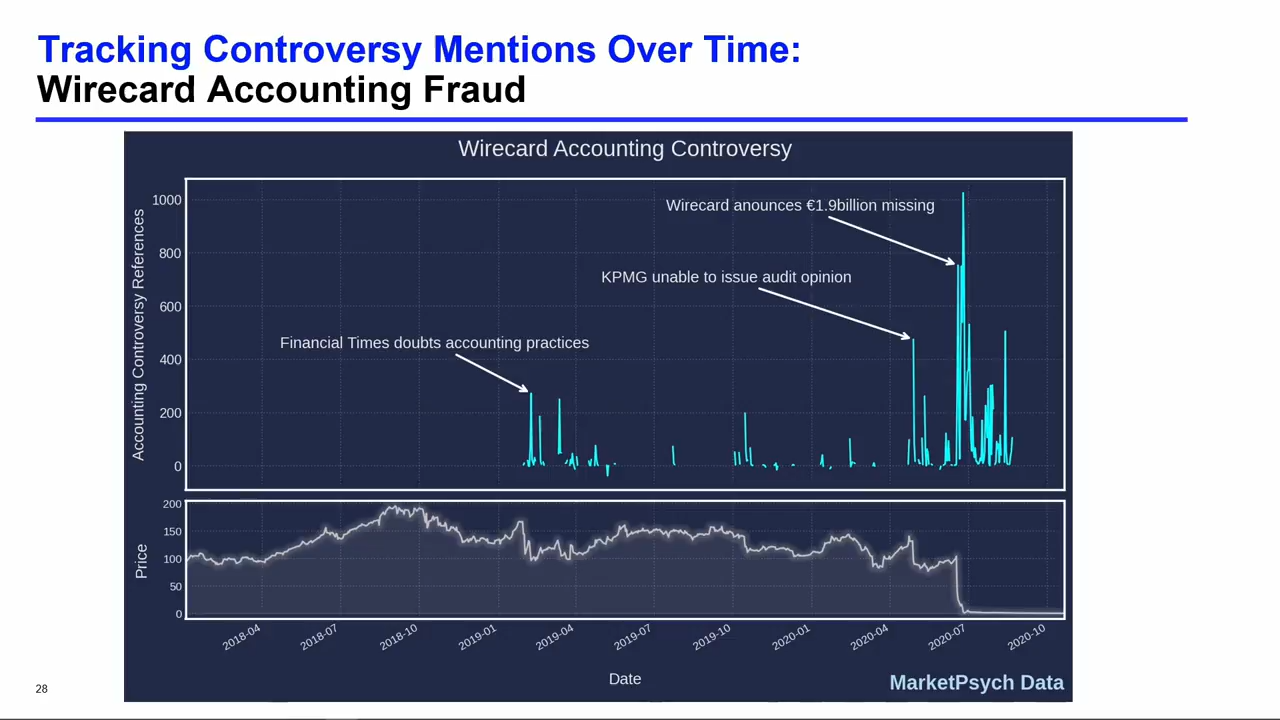 Tracking Controversy Mentions Over Time:
Wirecard Accounting Fraud
Wirecard Accounting Controversy
Accounting Controversy References
1000
800
600
400
200
0
Wirecard anounces €1.9billion missing
KPMG unable to issue audit opinion
Financial Times doubts accounting practices
Price
200
150
100
50
0
2018-04
2018-07
2018-10
2019-01
2019-04
2019-07
2019-10
2020-01
2020-04
2020-07
2020-10
Date
MarketPsych Data
28